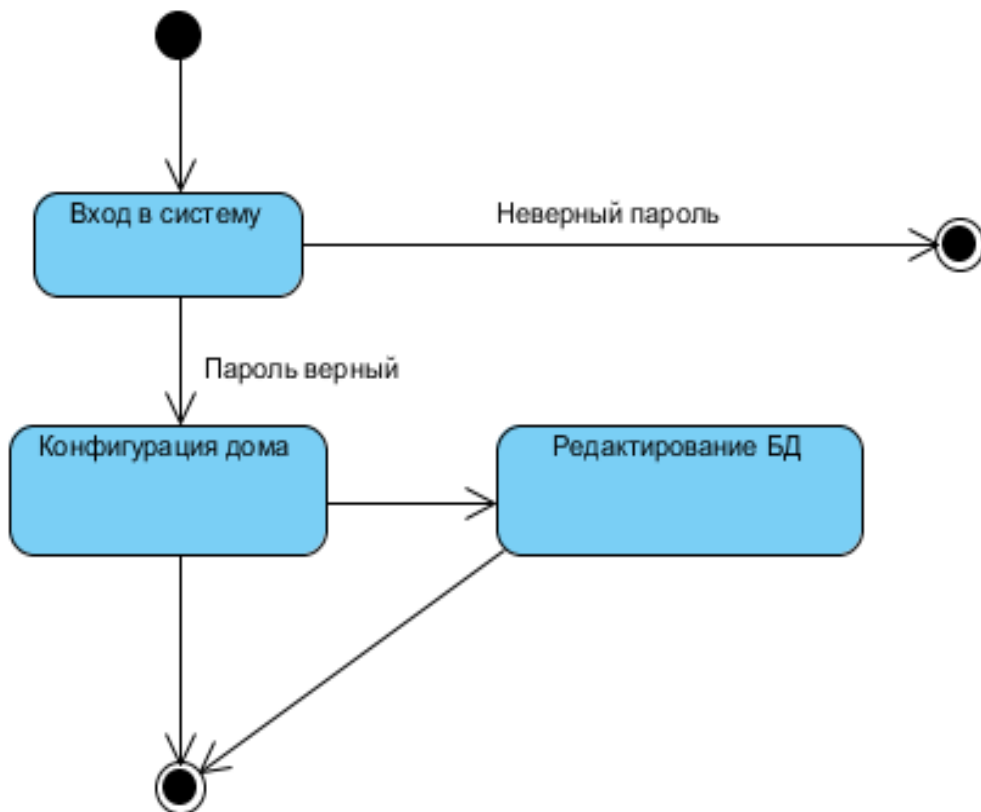 Вход в систему
Неверный пароль
Пароль верный
Конфигурация дома
Редактирование БД